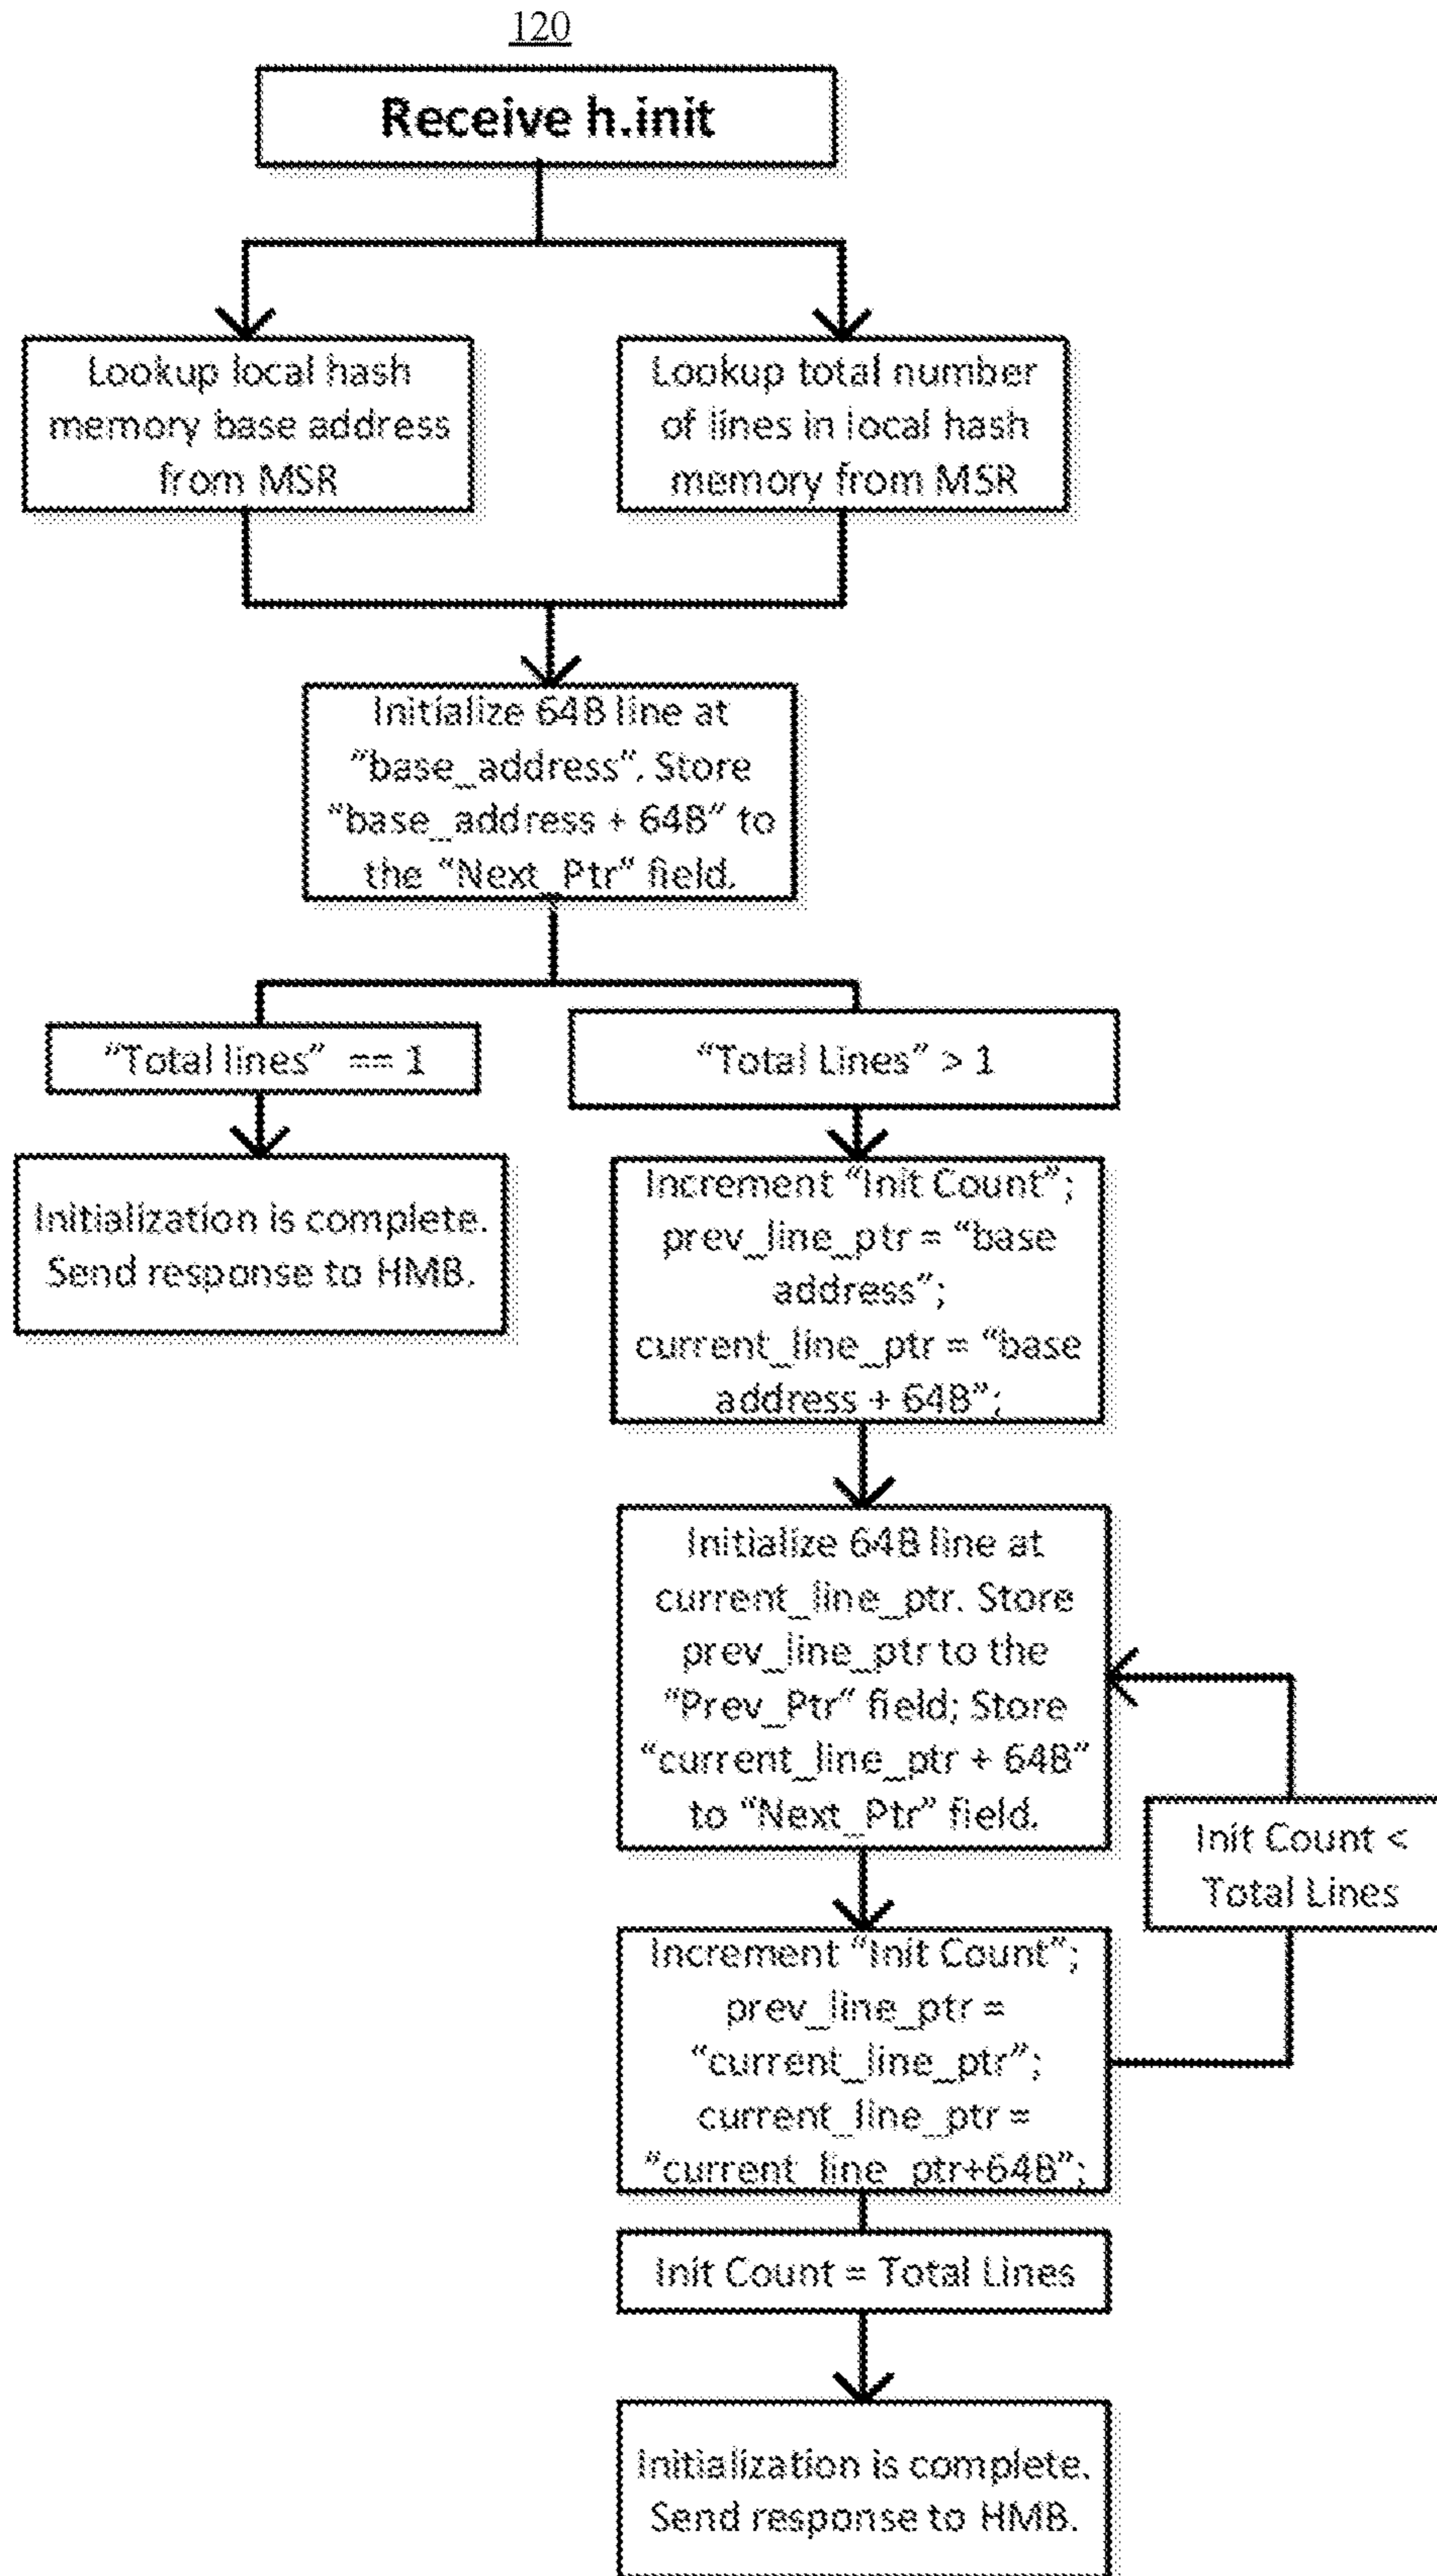 120
Receive h.init
Lookup local hash
memory base address
from MSR
Lookup total number
of lines in local hash
memory from MSR
Initialize 64B line at
"base_address". Store
"base_address + 64B" to
the "Next_Ptr" field.
"Total lines" == 1
"Total Lines" > 1
Initialization is complete.
Send response to HMB.
Increment "Init Count";
prev_line_ptr = "base
address";
current_line_ptr = "base
address + 64B";
Initialize 64B line at
current_line_ptr. Store
prev_line_ptr to the
"Prev_Ptr" field; Store
"current_line_ptr + 64B"
to "Next_Ptr" field.
Init Count <
Total Lines
Increment "Init Count";
prev_line_ptr =
"current_line_ptr";
current_line_ptr =
"current_line_ptr+64B";
Init Count = Total Lines
Initialization is complete.
Send response to HMB.